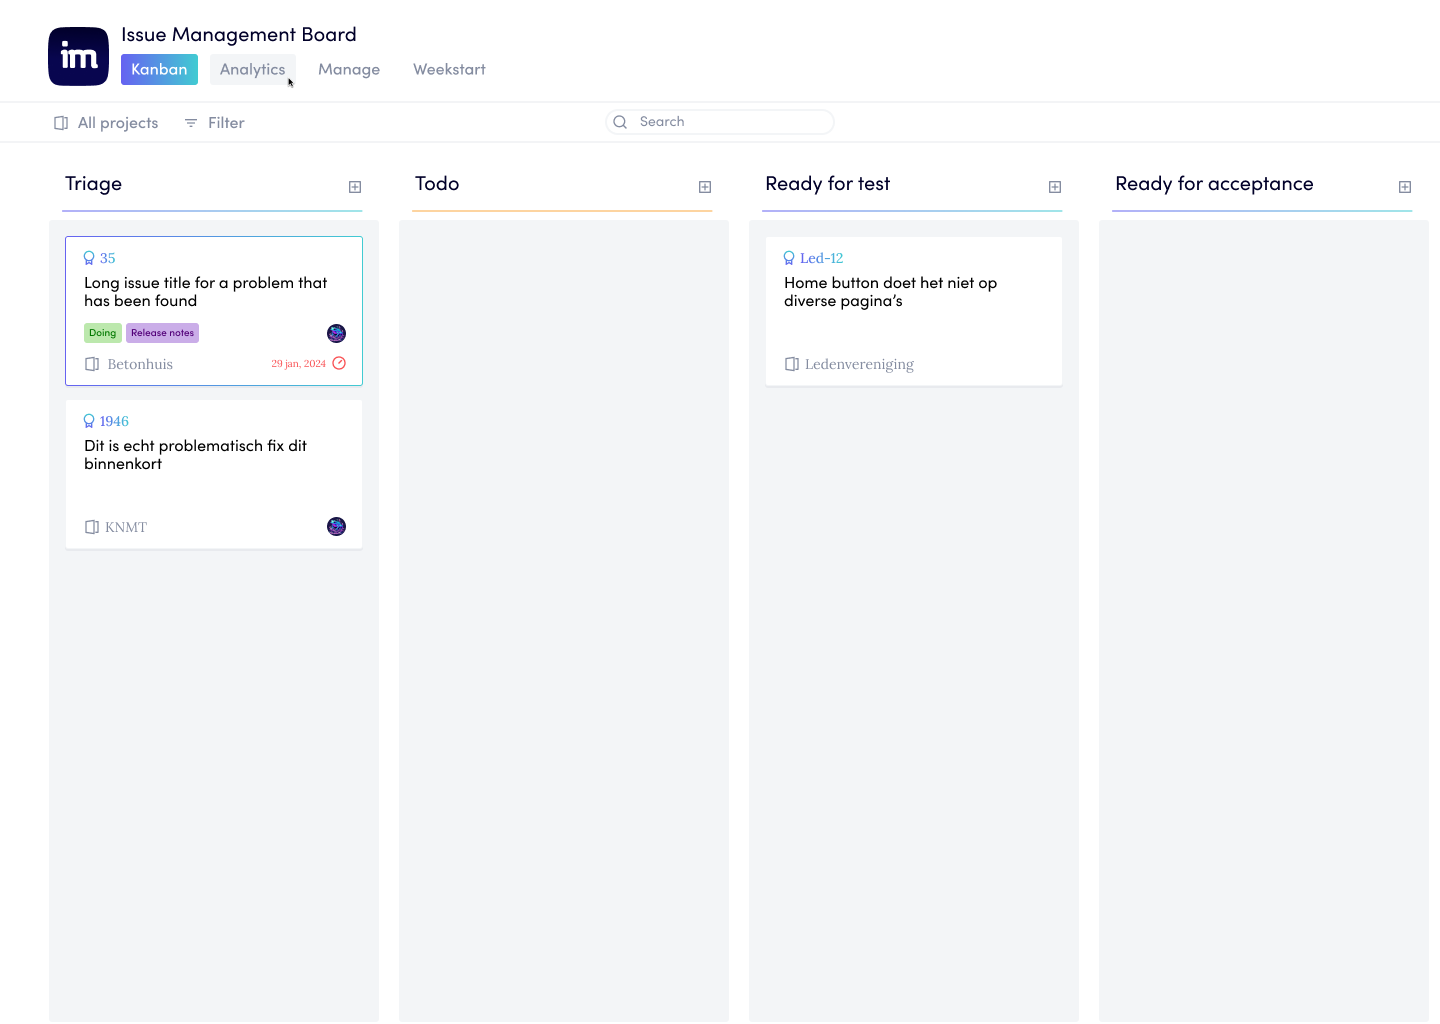 im
Issue Management Board
Kanban
Analytics
Manage
Weekstart
All projects
Filter
Search
Triage
35
Long issue title for a problem that
has been found
Doing
Release notes
Betonhuis
29 jan, 2024
1946
Dit is echt problematisch fix dit
binnenkort
KNMT
Todo
Ready for test
Led-12
Home button doet het niet op
diverse pagina’s
Ledenvereniging
Ready for acceptance